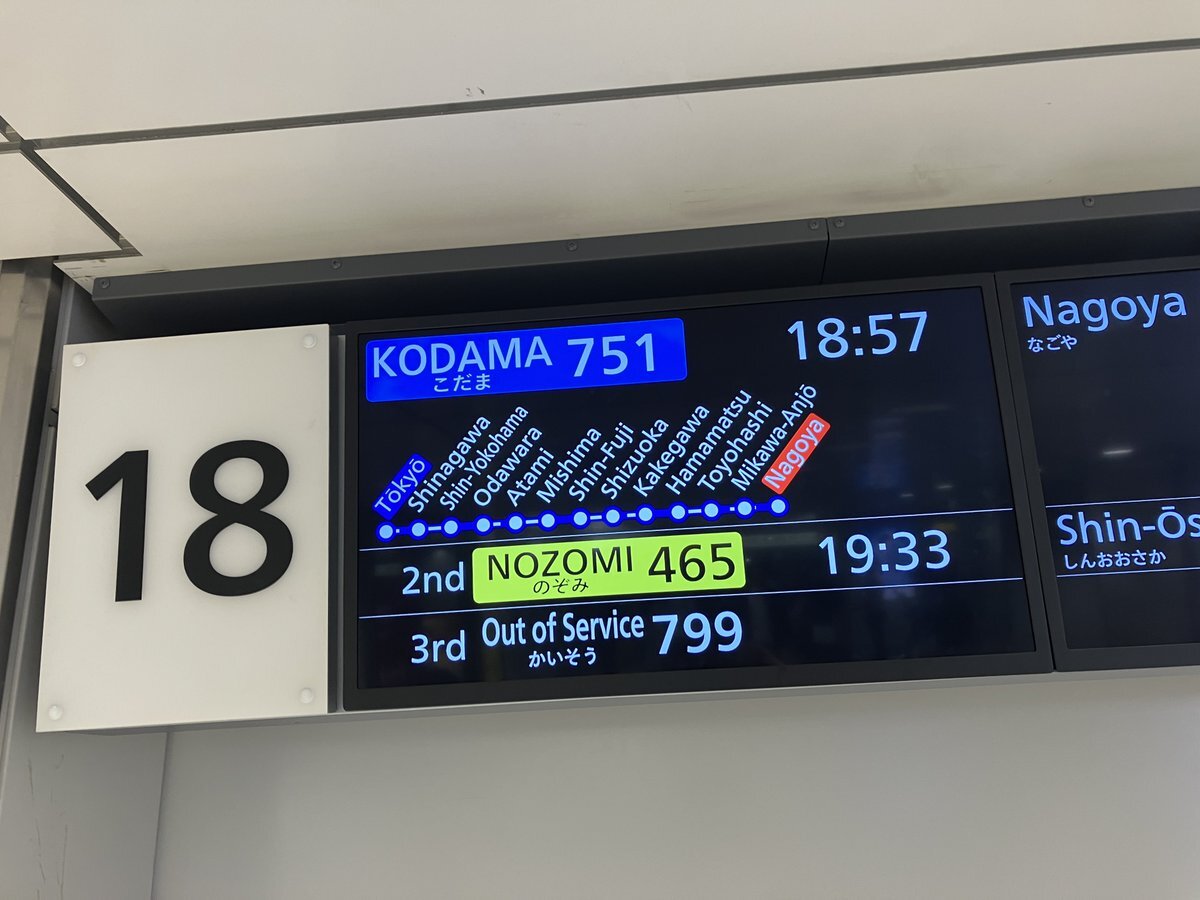 18
KODAMA 751 18:57
こだま
Tōkyō Shinagawa Shin-Yokohama Odawara Atami Mishima Shin-Fuji Shizuoka Kakegawa Hamamatsu Toyohashi Mikawa-Anjō Nagoya
2nd NOZOMI 465 19:33
のぞみ
3rd Out of Service 799
かいそう
Nagoya
なごや
Shin-Ōs
しんおおさか